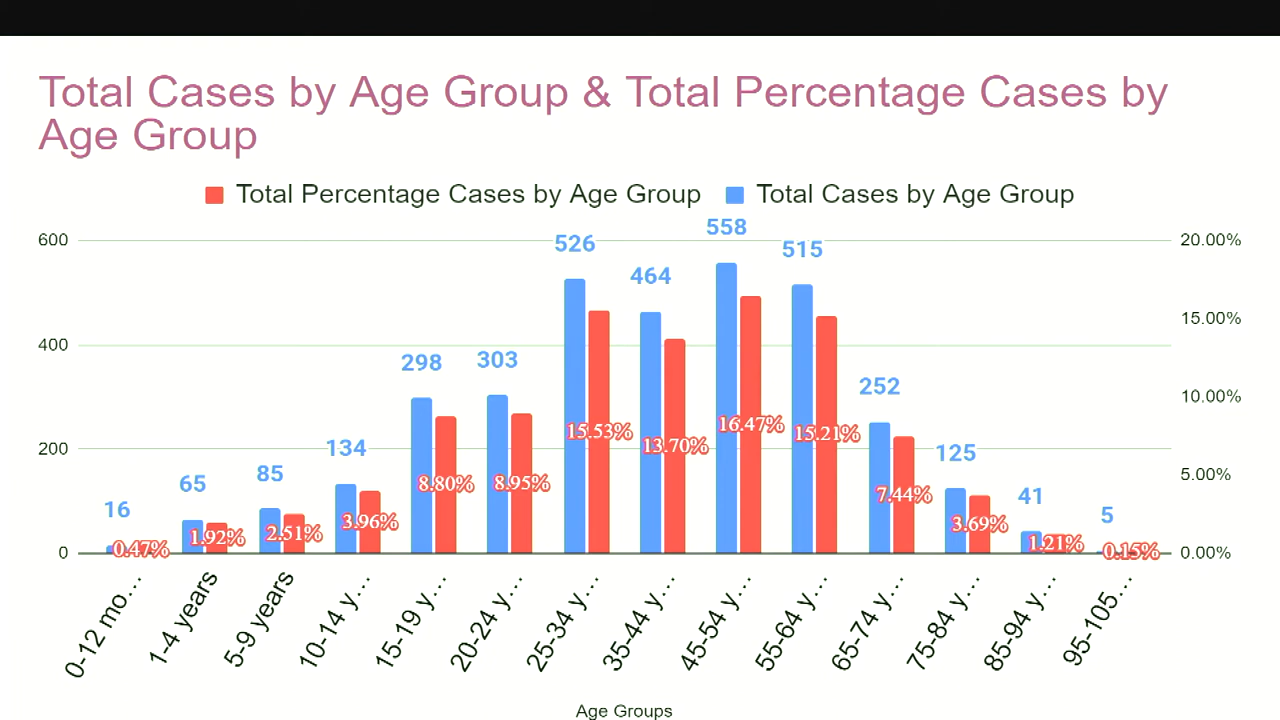 Total Cases by Age Group & Total Percentage Cases by
Age Group
Total Percentage Cases by Age Group Total Cases by Age Group
600
400
200
0
20.00%
15.00%
10.00%
5.00%
0.00%
16
65
85
134
298
303
526
464
558
515
252
125
41
5
0.47%
1.92%
2.51%
3.96%
8.80%
8.95%
15.53%
13.70%
16.47%
15.21%
7.44%
3.69%
1.21%
0.15%
0-12 mo...
1-4 years
5-9 years
10-14 y...
15-19 y...
20-24 y...
25-34 y...
35-44 y...
45-54 y...
55-64 y...
65-74 y...
75-84 y...
85-94 y...
95-105...
Age Groups